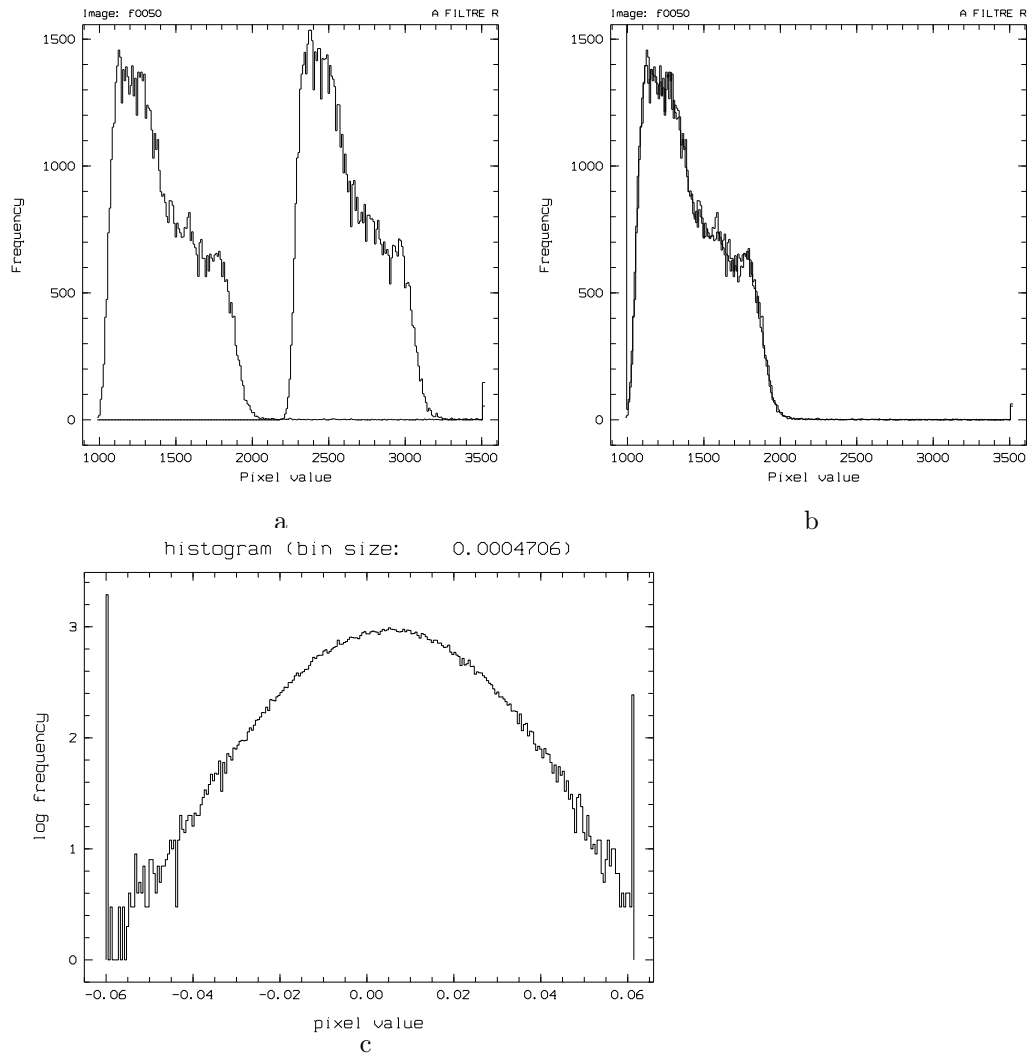 Image: f0050 A FILTRE R
1500
1000
500
0
Frequency
1000 1500 2000 2500 3000 3500
Pixel value
a
Image: f0050 A FILTRE R
1500
1000
500
0
Frequency
1000 1500 2000 2500 3000 3500
Pixel value
b
histogram (bin size: 0.0004706)
3
2
1
0
log frequency
-0.06 -0.04 -0.02 0.00 0.02 0.04 0.06
pixel value
c